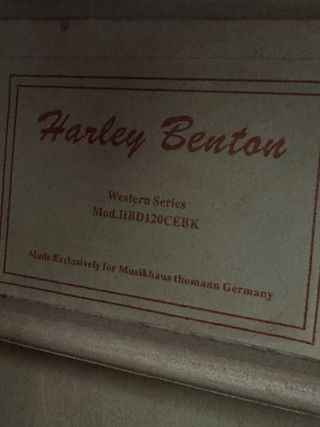 Harley Benton
Western Series
Mod.HBD120CEBK
Made Exclusively for Musikhaus thomann Germany